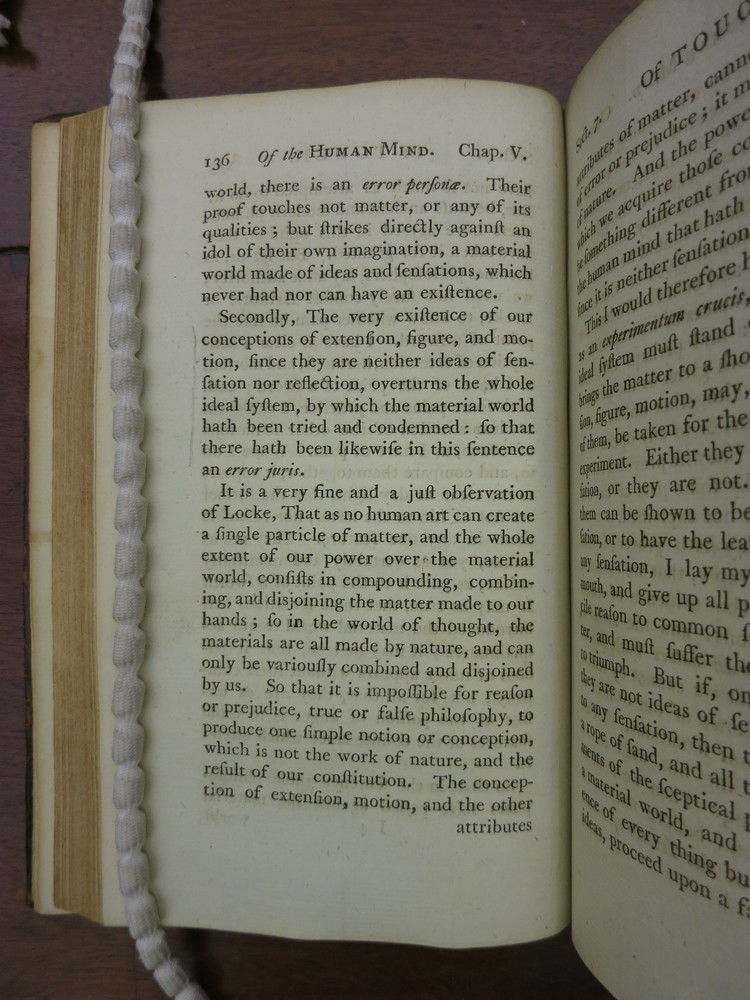 136 Of the HUMAN MIND. Chap. V.
world, there is an error perſonæ. Their
proof touches not matter, or any of its
qualities ; but ſtrikes directly againſt an
idol of their own imagination, a material
world made of ideas and ſenſations, which
never had nor can have an exiſtence.
Secondly, The very exiſtence of our
conceptions of extenſion, figure, and mo-
tion, ſince they are neither ideas of ſen-
ſation nor reflection, overturns the whole
ideal ſyſtem, by which the material world
hath been tried and condemned : ſo that
there hath been likewiſe in this ſentence
an error juris.
It is a very fine and a juſt obſervation
of Locke, That as no human art can create
a ſingle particle of matter, and the whole
extent of our power over the material
world, conſiſts in compounding, combin-
ing, and disjoining the matter made to our
hands ; ſo in the world of thought, the
materials are all made by nature, and can
only be variouſly combined and disjoined
by us. So that it is impoſſible for reaſon
or prejudice, true or falſe philoſophy, to
produce one ſimple notion or conception,
which is not the work of nature, and the
reſult of our conſtitution. The concep-
tion of extenſion, motion, and the other
attributes
Sect. 7. Of TOUC
attributes of matter, cann
of error or prejudice ; it m
of nature. And the powe
which we acquire thoſe co
be ſomething different fro
the human mind that hath
ſince it is neither ſenſation
This I would therefore h
as an experimentum crucis,
ideal ſyſtem muſt ſtand
brings the matter to a ſho
ſion, figure, motion, may,
of them, be taken for the
experiment. Either they
ſation, or they are not.
them can be ſhown to be
ſation, or to have the lea
any ſenſation, I lay my
mouth, and give up all p
cile reaſon to common ſ
ter, and muſt ſuffer the
to triumph. But if, on
they are not ideas of ſe
to any ſenſation, then t
a rope of ſand, and all t
ments of the ſceptical p
a material world, and
ence of every thing bu
ideas, proceed upon a fa